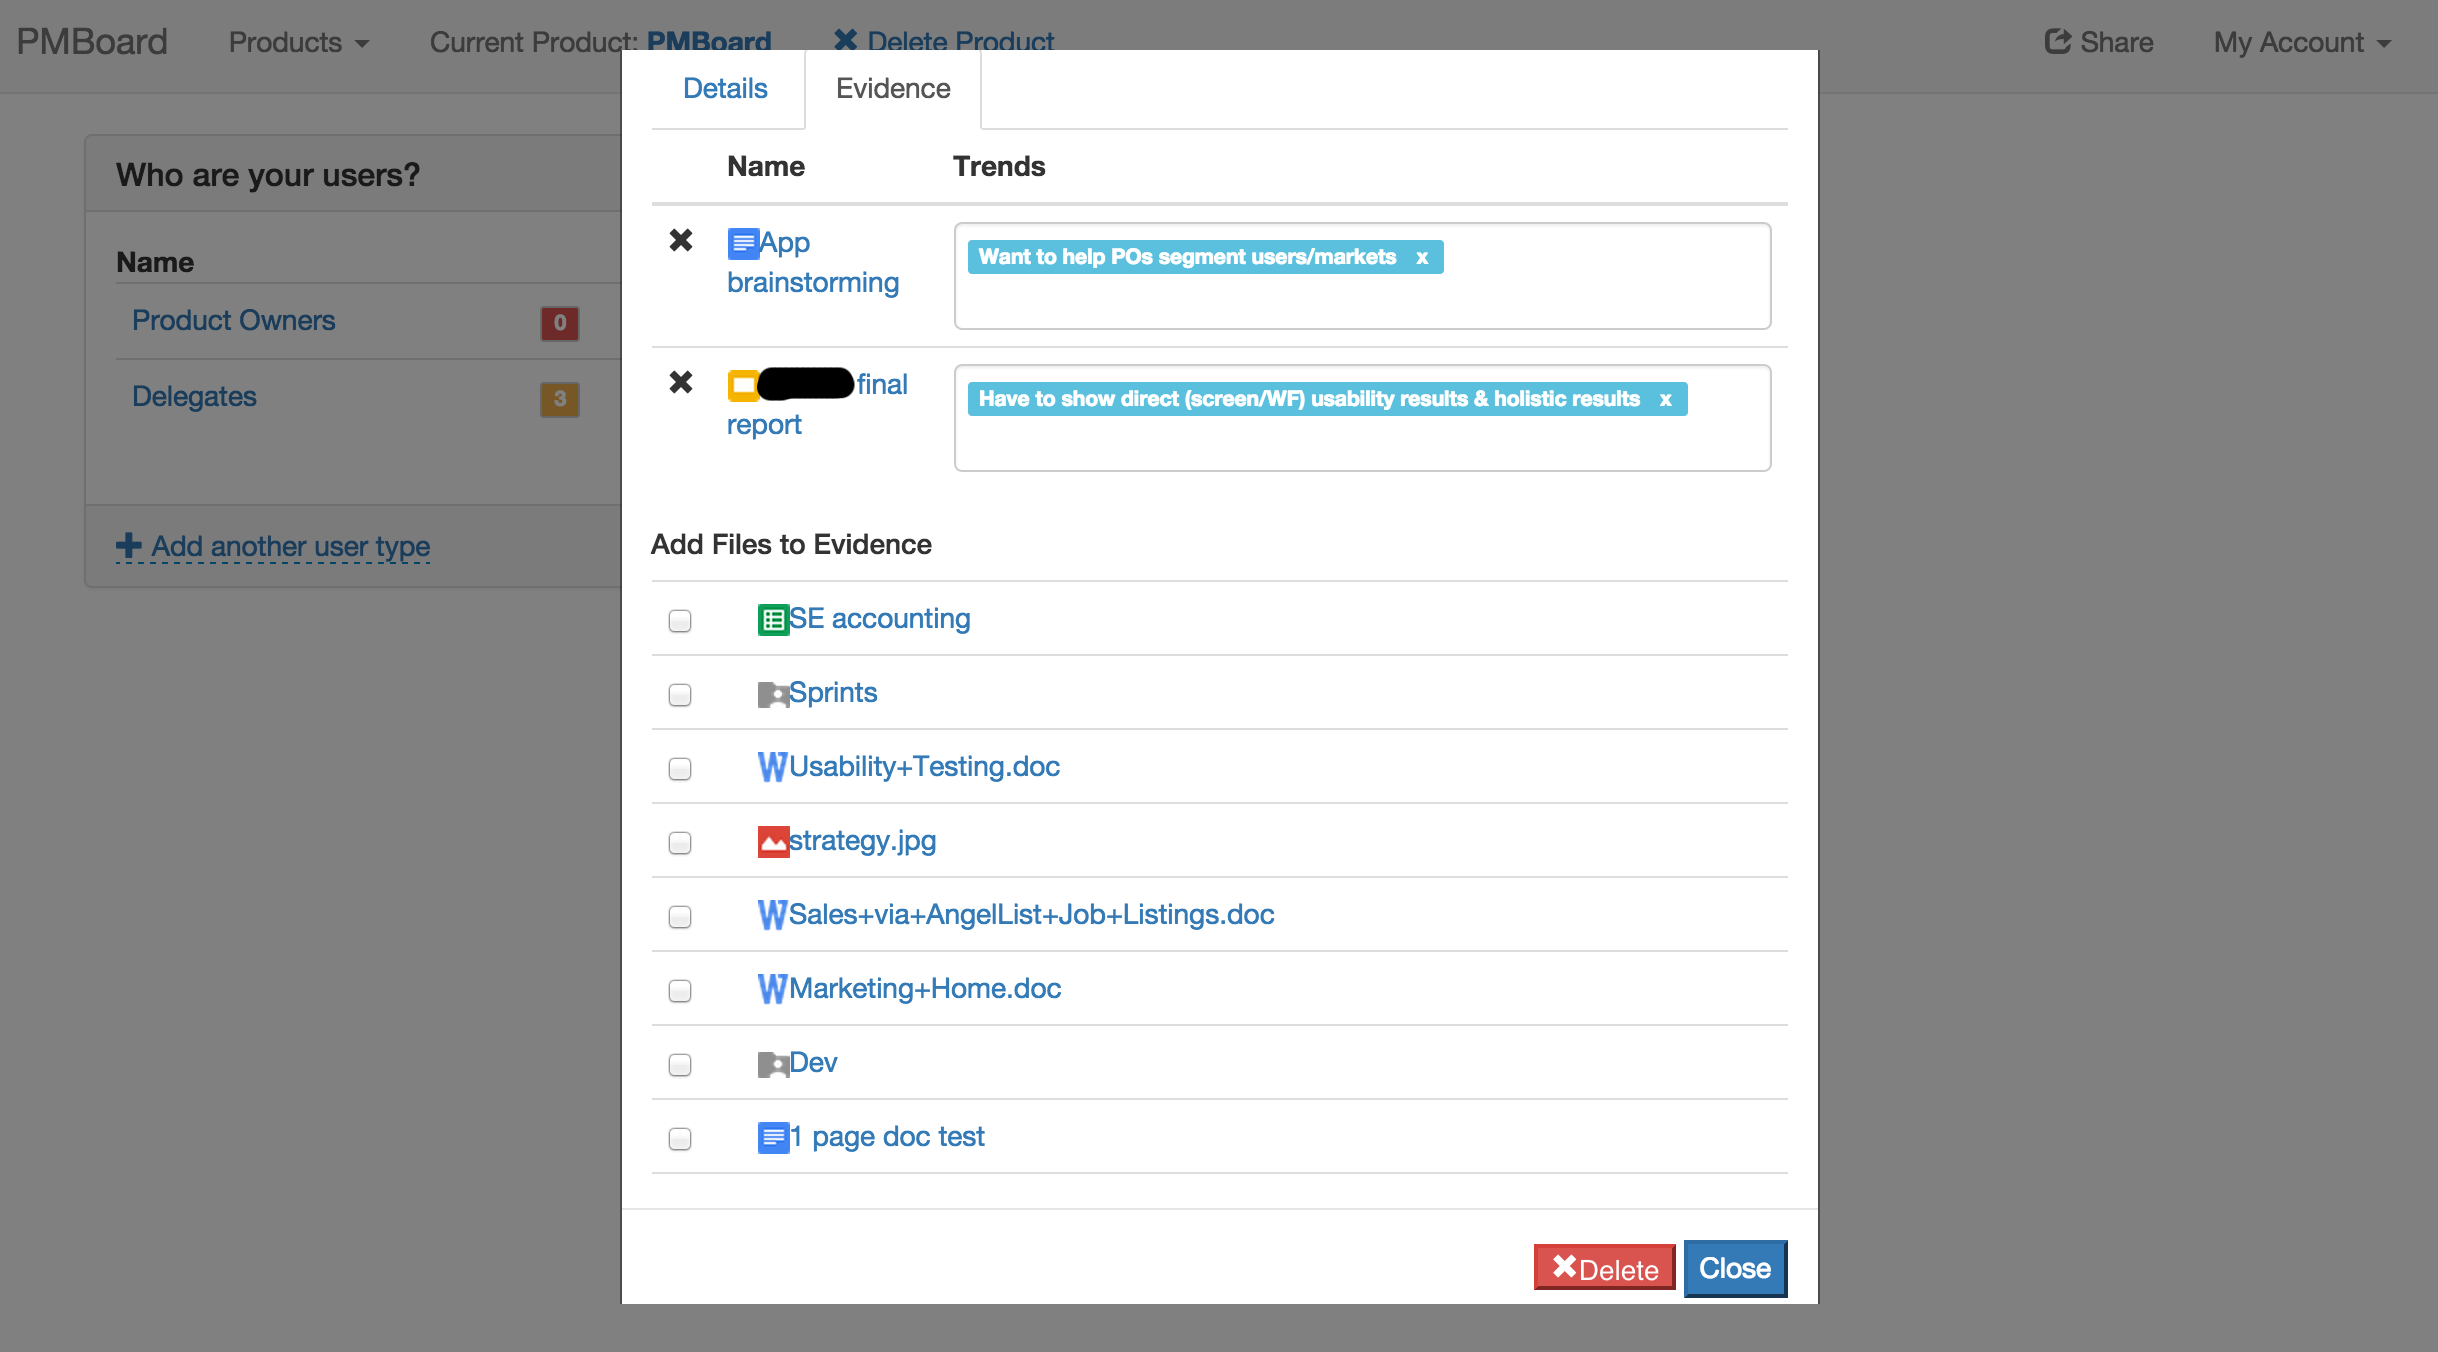 PMBoard Products Current Product: PMBoard Delete Product Share My Account
Details Evidence
Who are your users?
Name
Product Owners 0
Delegates 3
Add another user type
Name Trends
App
brainstorming
Want to help POs segment users/markets x
final
report
Have to show direct (screen/WF) usability results & holistic results x
Add Files to Evidence
SE accounting
Sprints
Usability+Testing.doc
strategy.jpg
Sales+via+AngelList+Job+Listings.doc
Marketing+Home.doc
Dev
1 page doc test
Delete Close